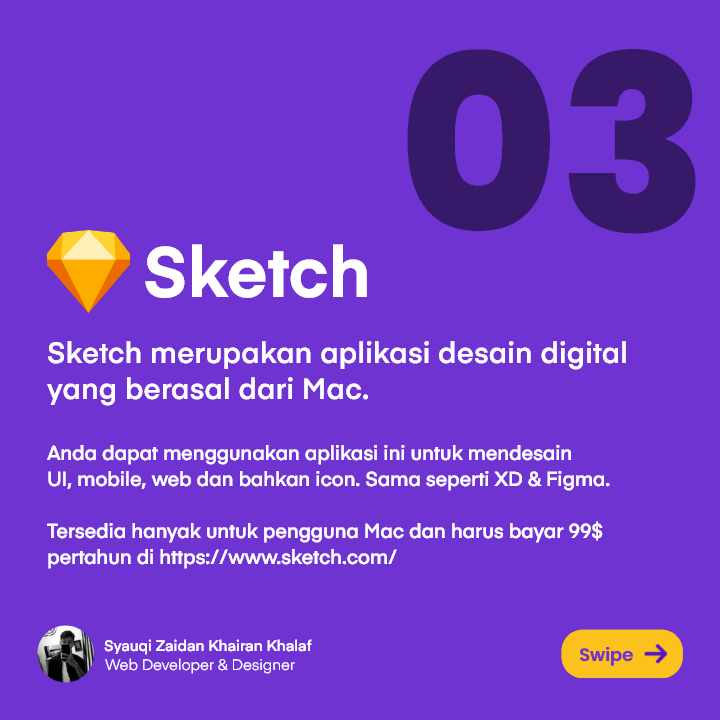 03
Sketch
Sketch merupakan aplikasi desain digital
yang berasal dari Mac.
Anda dapat menggunakan aplikasi ini untuk mendesain
UI, mobile, web dan bahkan icon. Sama seperti XD & Figma.
Tersedia hanyak untuk pengguna Mac dan harus bayar 99$
pertahun di https://www.sketch.com/
Syauqi Zaidan Khairan Khalaf
Web Developer & Designer
Swipe